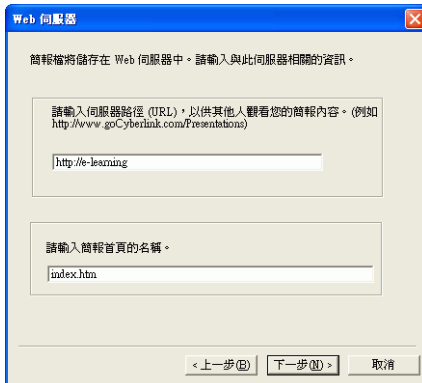 Web 伺服器
簡報檔將儲存在 Web 伺服器中。請輸入與此伺服器相關的資訊。
請輸入伺服器路徑 (URL)，以供其他人觀看您的簡報內容。(例如
http://www.goCyberlink.com/Presentations)
http://e-learning
請輸入簡報首頁的名稱。
index.htm
<上一步(B) 下一步(N)> 取消